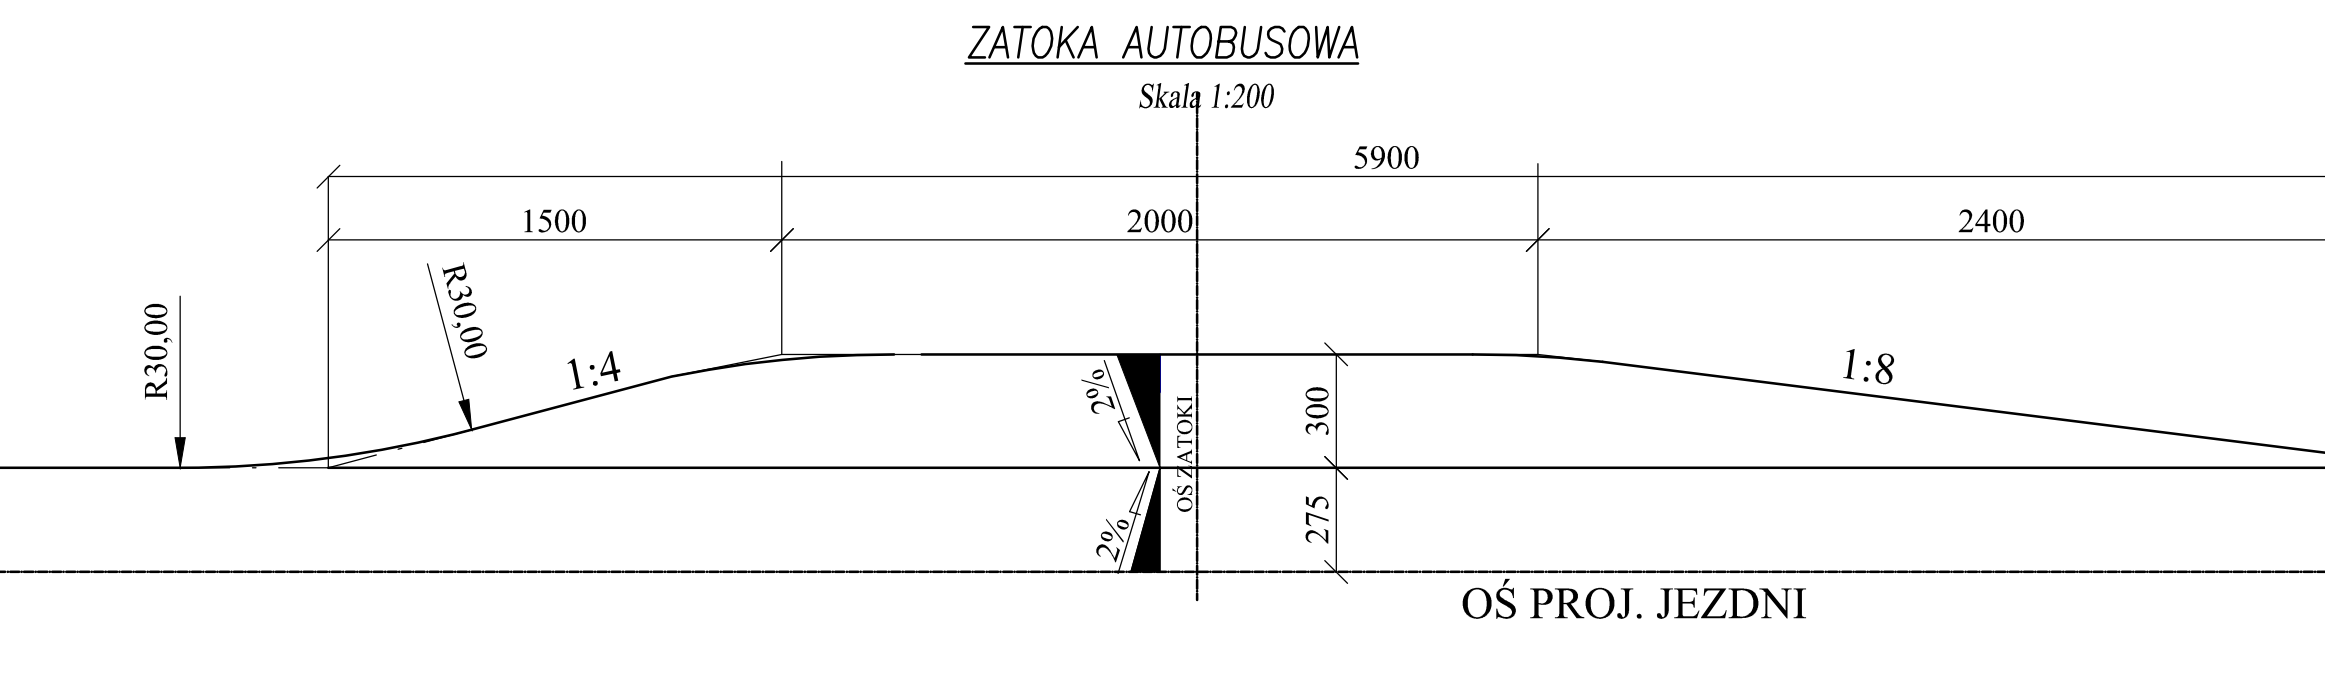 ZATOKA AUTOBUSOWA
Skala 1:200
5900
1500
2000
2400
R30,00
R30,00
1:4
2%
OŚ ZATOKI
300
1:8
2%
275
OŚ PROJ. JEZDNI